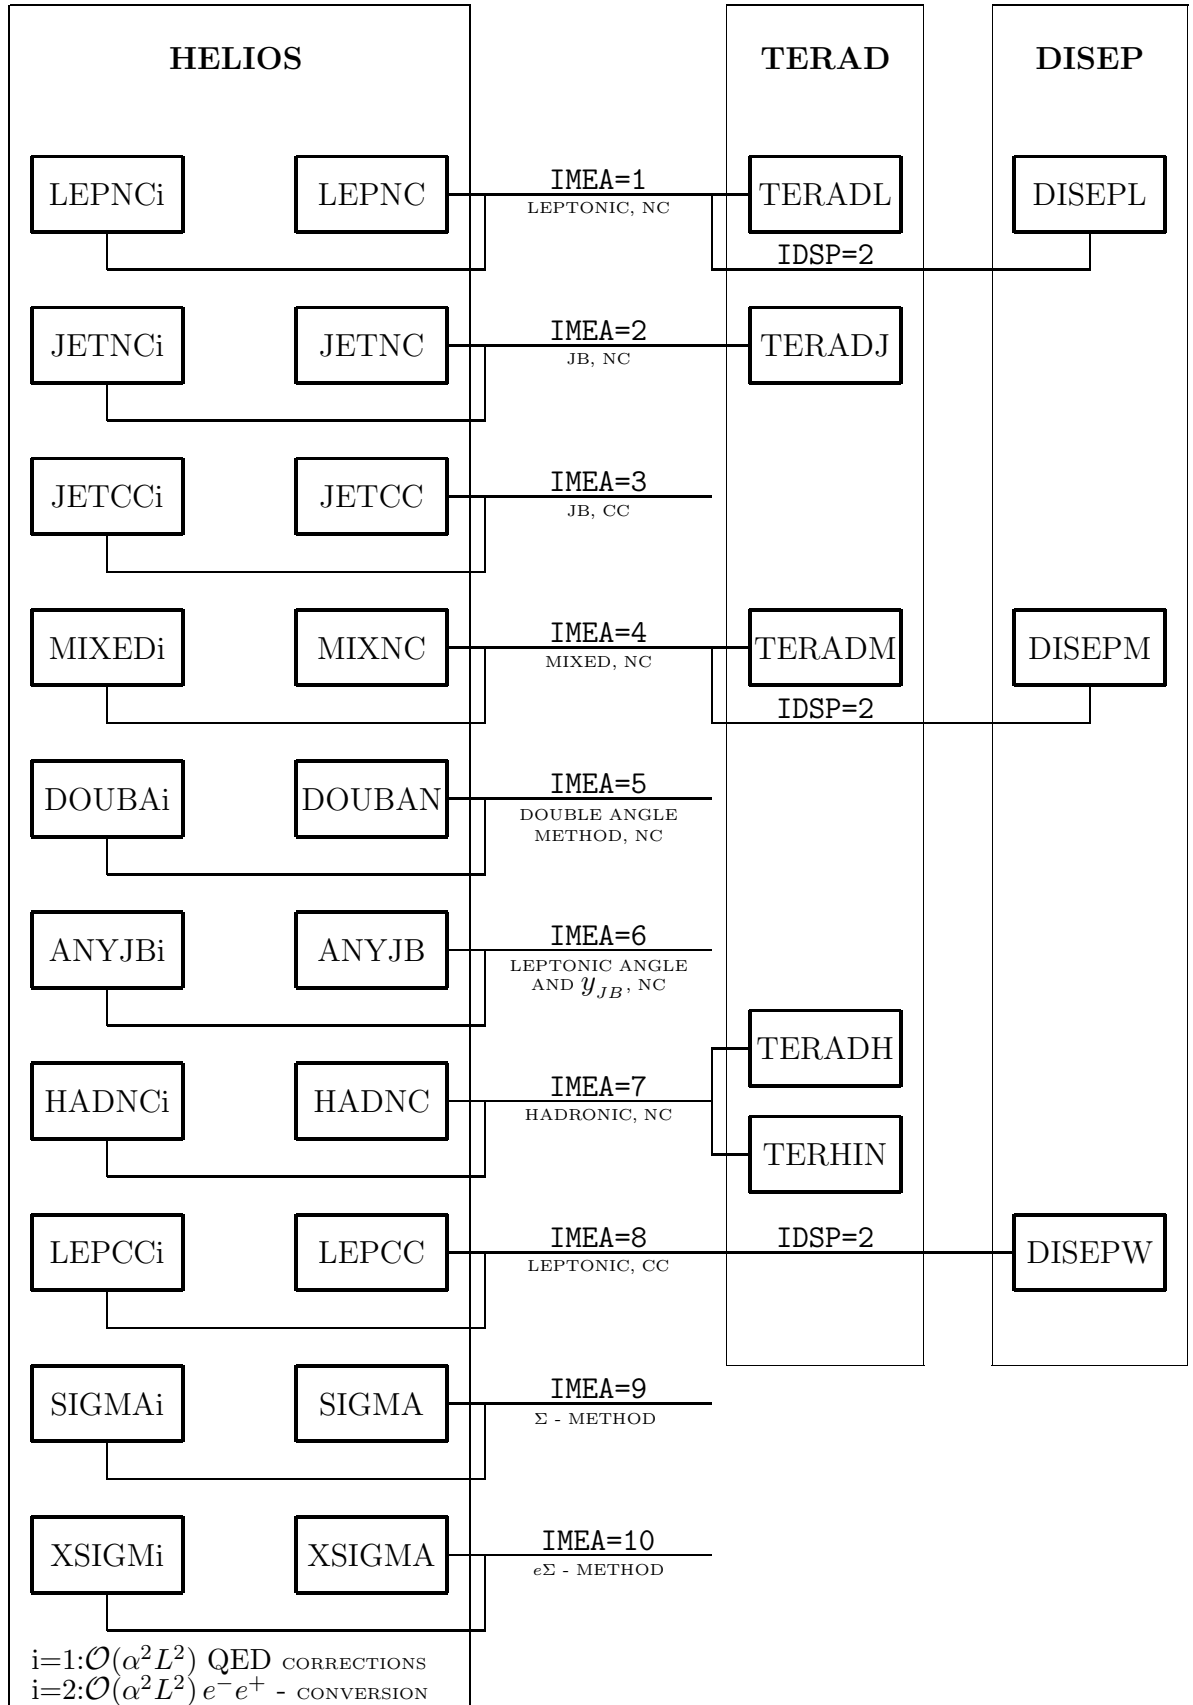 HELIOS TERAD DISEP
LEPNCi LEPNC IMEA=1 TERADL DISEPL
LEPTONIC, NC
IDSP=2
JETNCi JETNC IMEA=2 TERADJ
JB, NC
JETCCi JETCC IMEA=3
JB, CC
MIXEDi MIXNC IMEA=4 TERADM DISEPM
MIXED, NC
IDSP=2
DOUBAi DOUBAN IMEA=5
DOUBLE ANGLE
METHOD, NC
ANYJBi ANYJB IMEA=6
LEPTONIC ANGLE
AND y_{JB}, NC
TERADH
HADNCi HADNC IMEA=7
HADRONIC, NC
TERHIN
LEPCCi LEPCC IMEA=8 IDSP=2 DISEPW
LEPTONIC, CC
SIGMAi SIGMA IMEA=9
Σ - METHOD
XSIGMi XSIGMA IMEA=10
eΣ - METHOD
i=1:𝒪(α²L²) QED CORRECTIONS
i=2:𝒪(α²L²) e⁻e⁺ - CONVERSION